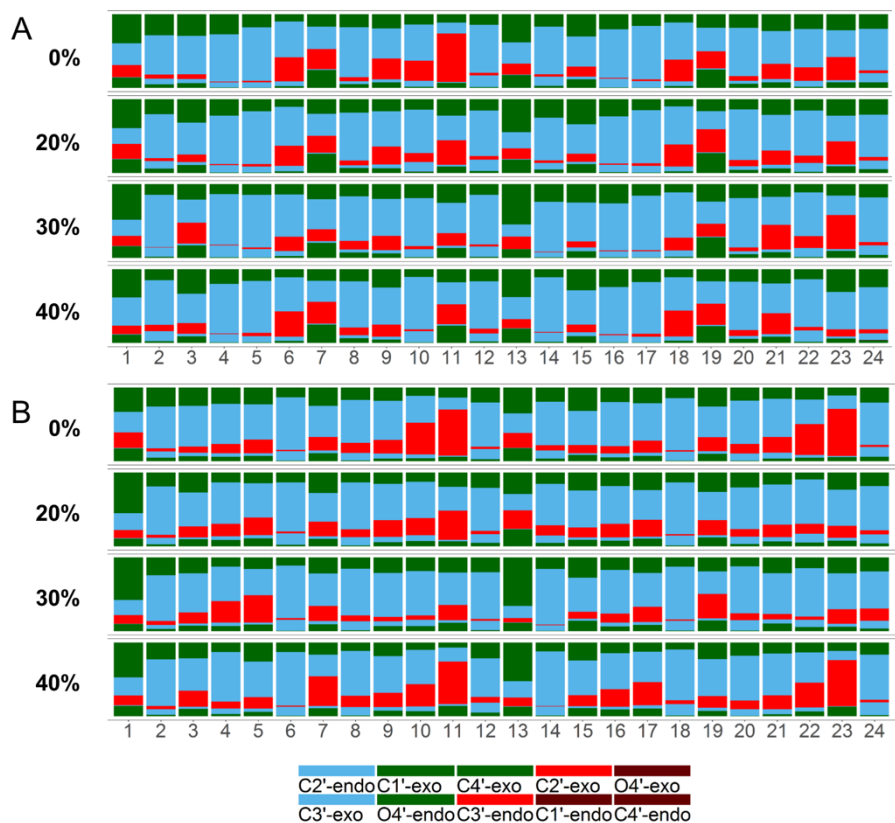 A
0%
20%
30%
40%
1 2 3 4 5 6 7 8 9 10 11 12 13 14 15 16 17 18 19 20 21 22 23 24
B
0%
20%
30%
40%
1 2 3 4 5 6 7 8 9 10 11 12 13 14 15 16 17 18 19 20 21 22 23 24
C2'-endo C1'-exo C4'-exo C2'-exo O4'-exo
C3'-exo O4'-endo C3'-endo C1'-endo C4'-endo